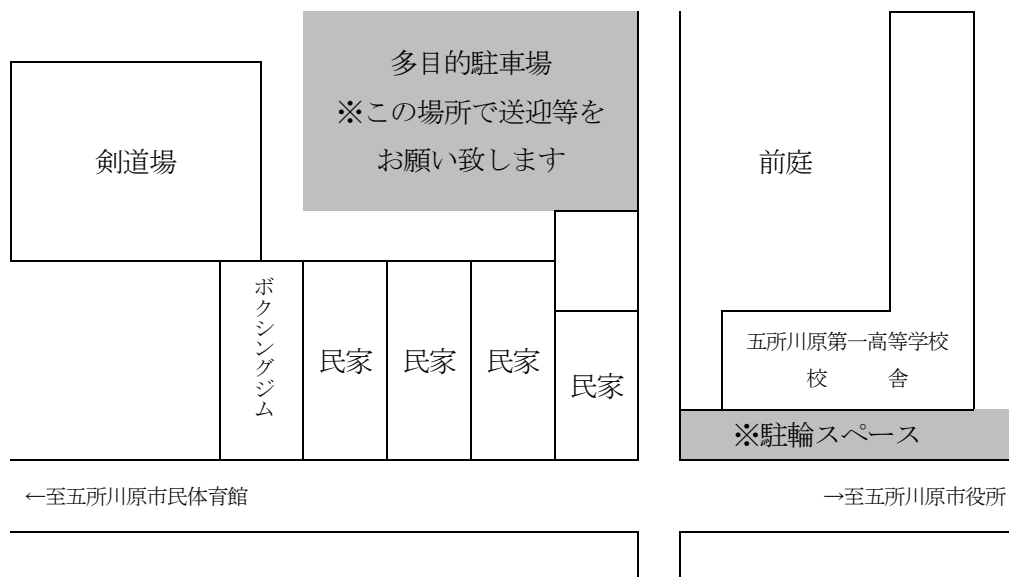 多目的駐車場
※この場所で送迎等を
お願い致します
剣道場
前庭
ボクシングジム
民家
民家
民家
民家
五所川原第一高等学校
校　　　舎
※駐輪スペース
←至五所川原市民体育館
→至五所川原市役所